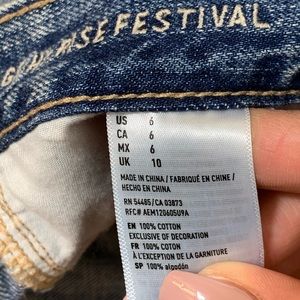 RISE FESTIVAL
US 6
CA 6
MX 6
UK 10
MADE IN CHINA / FABRIQUÉ EN CHINE /
HECHO EN CHINA
RN 54485/CA 03873
RFC# AEM120605U9A
EN 100% COTTON
EXCLUSIVE OF DECORATION
FR 100% COTON
À L'EXCEPTION DE LA GARNITURE
SP 100% algodón